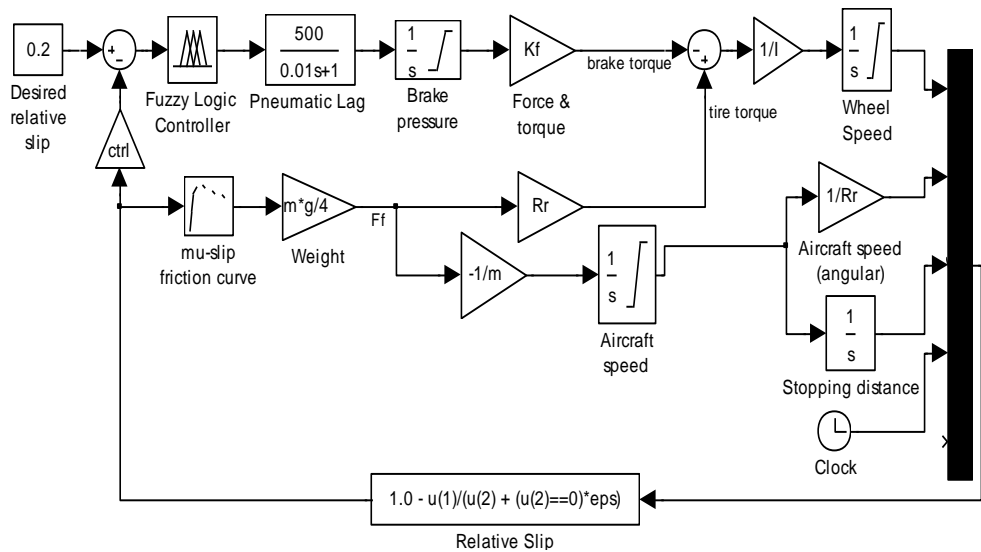 0.2
Desired
relative
slip
+
-
Fuzzy Logic
Controller
500
0.01s+1
Pneumatic Lag
1
s
Brake
pressure
Kf
Force &
torque
brake torque
-
+
tire torque
1/I
1
s
Wheel
Speed
ctrl
mu-slip
friction curve
m*g/4
Weight
Ff
Rr
-1/m
1
s
Aircraft
speed
1/Rr
Aircraft speed
(angular)
1
s
Stopping distance
Clock
1.0 - u(1)/(u(2) + (u(2)==0)*eps)
Relative Slip